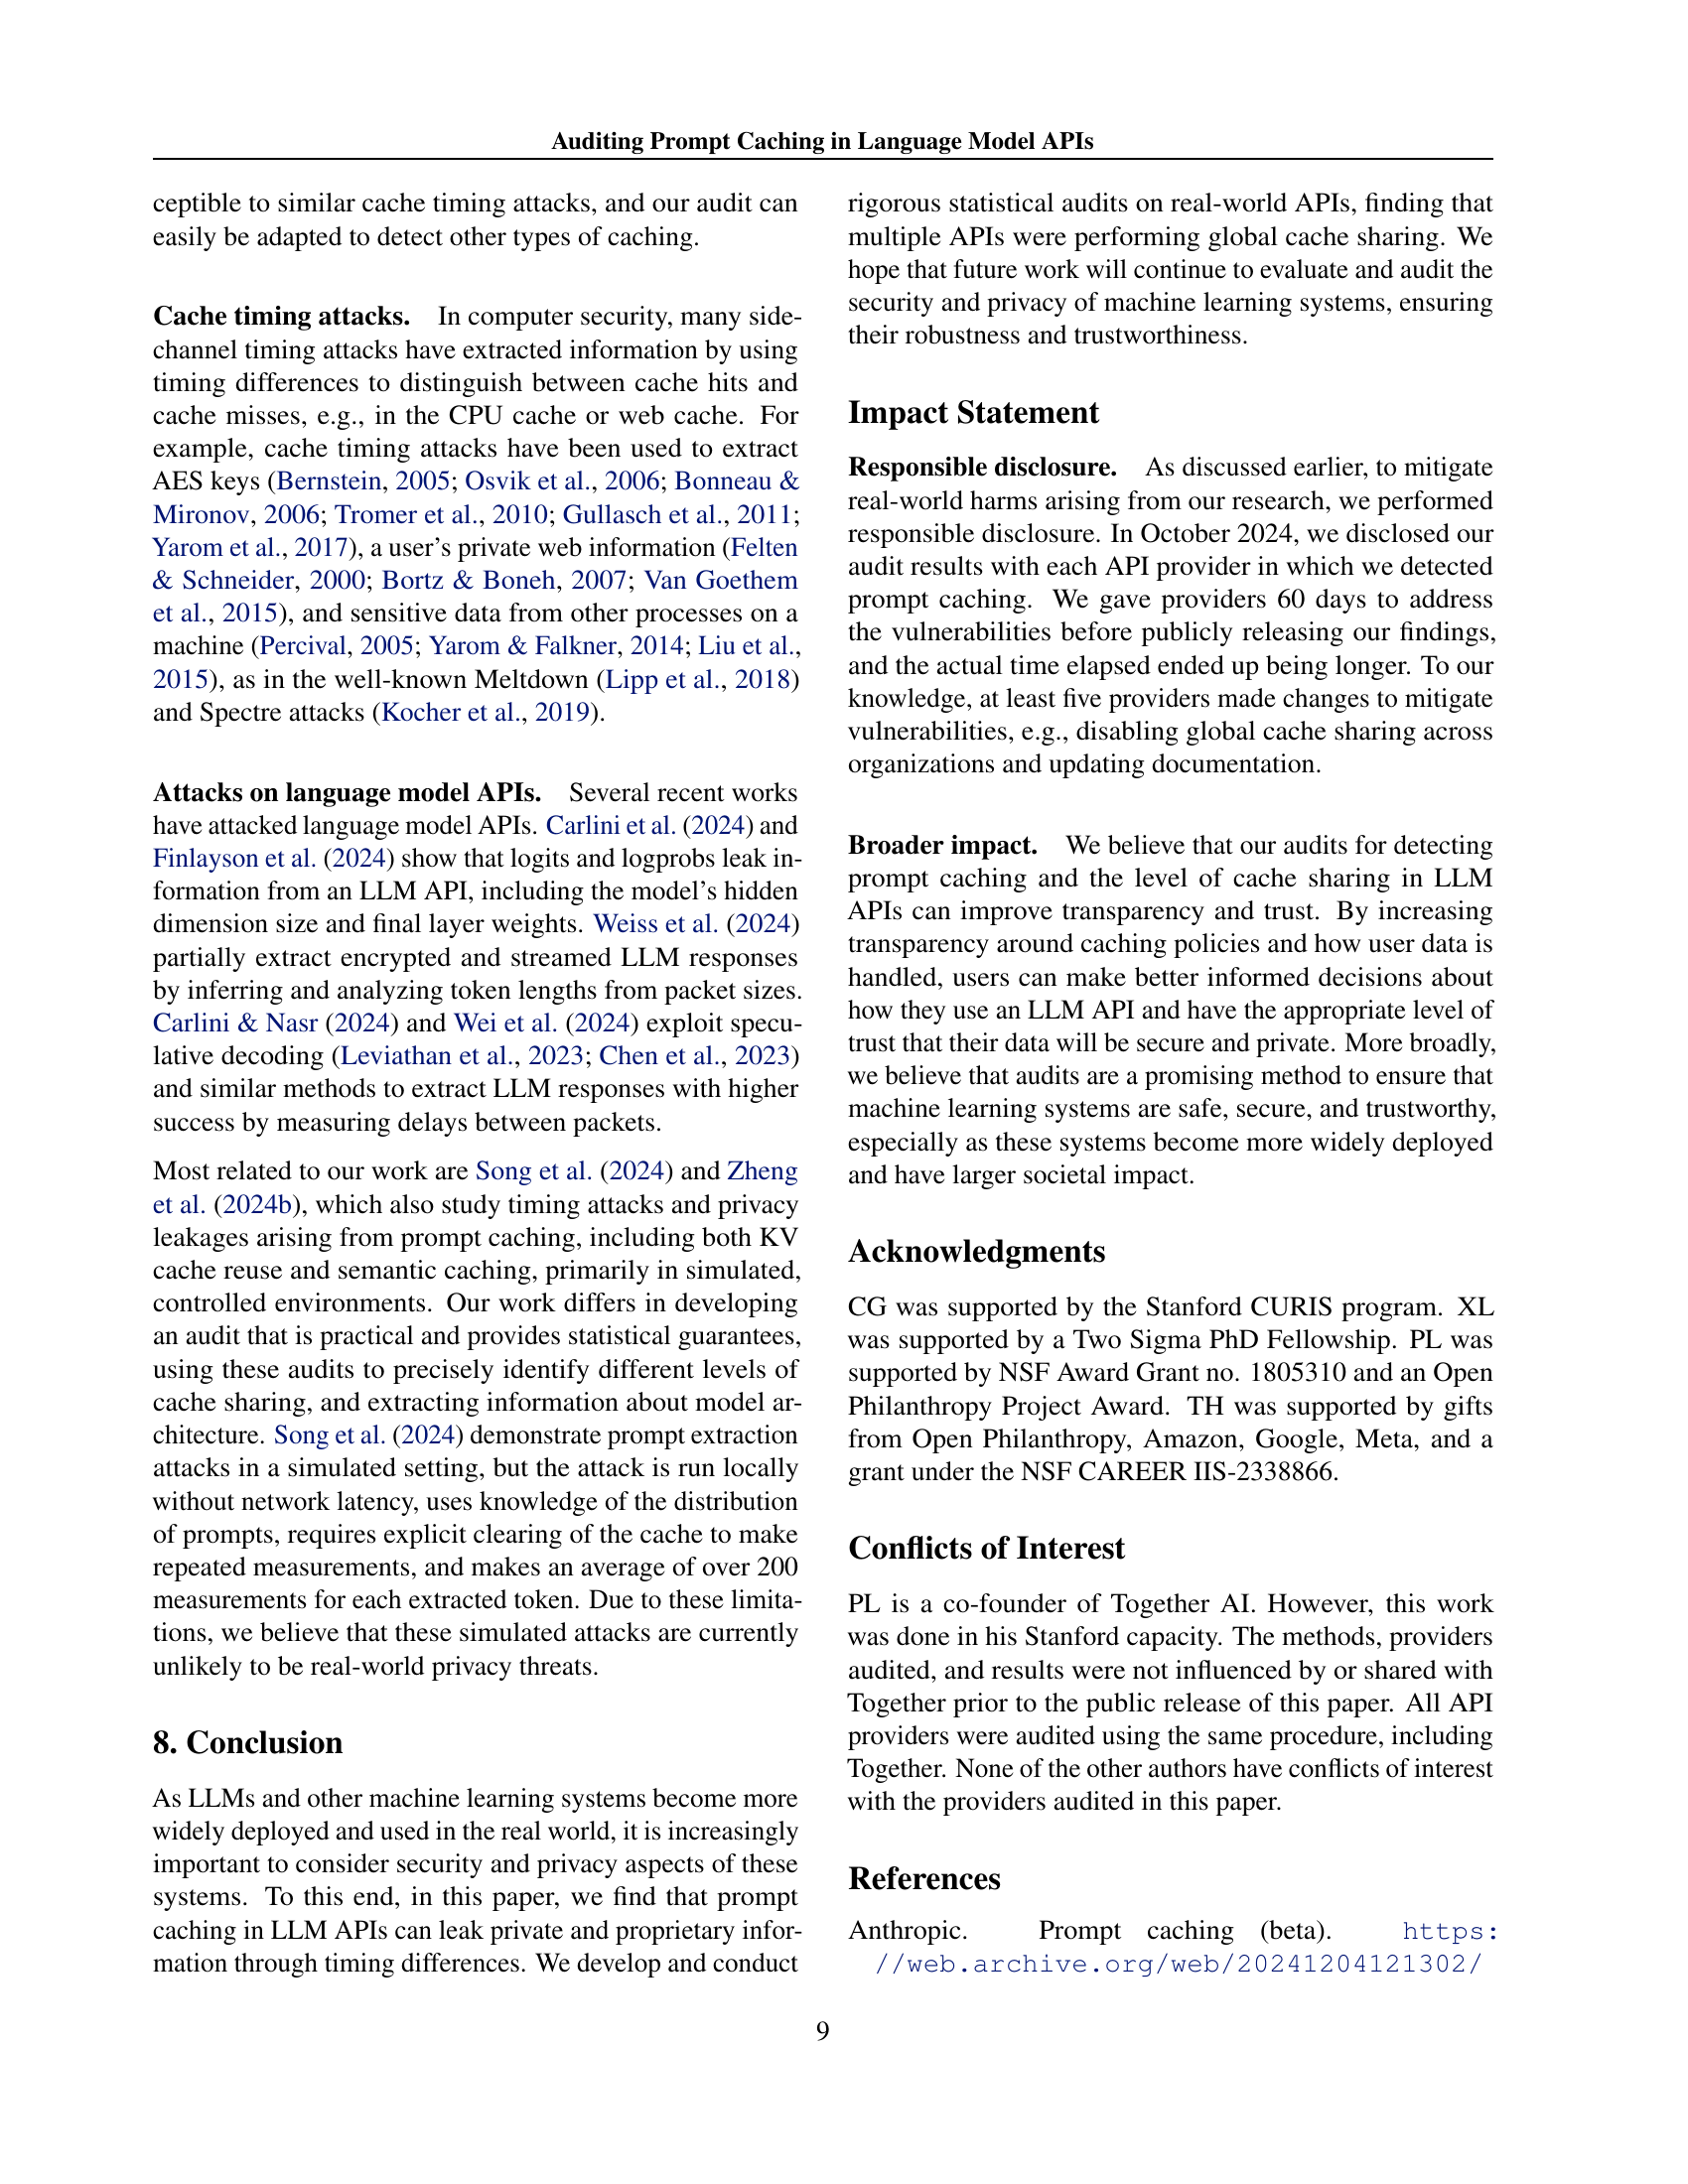 Auditing Prompt Caching in Language Model APIs
ceptible to similar cache timing attacks, and our audit can
easily be adapted to detect other types of caching.
Cache timing attacks. In computer security, many side-
channel timing attacks have extracted information by using
timing differences to distinguish between cache hits and
cache misses, e.g., in the CPU cache or web cache. For
example, cache timing attacks have been used to extract
AES keys (Bernstein, 2005; Osvik et al., 2006; Bonneau &
Mironov, 2006; Tromer et al., 2010; Gullasch et al., 2011;
Yarom et al., 2017), a user's private web information (Felten
& Schneider, 2000; Bortz & Boneh, 2007; Van Goethem
et al., 2015), and sensitive data from other processes on a
machine (Percival, 2005; Yarom & Falkner, 2014; Liu et al.,
2015), as in the well-known Meltdown (Lipp et al., 2018)
and Spectre attacks (Kocher et al., 2019).
Attacks on language model APIs. Several recent works
have attacked language model APIs. Carlini et al. (2024) and
Finlayson et al. (2024) show that logits and logprobs leak in-
formation from an LLM API, including the model's hidden
dimension size and final layer weights. Weiss et al. (2024)
partially extract encrypted and streamed LLM responses
by inferring and analyzing token lengths from packet sizes.
Carlini & Nasr (2024) and Wei et al. (2024) exploit specu-
lative decoding (Leviathan et al., 2023; Chen et al., 2023)
and similar methods to extract LLM responses with higher
success by measuring delays between packets.
Most related to our work are Song et al. (2024) and Zheng
et al. (2024b), which also study timing attacks and privacy
leakages arising from prompt caching, including both KV
cache reuse and semantic caching, primarily in simulated,
controlled environments. Our work differs in developing
an audit that is practical and provides statistical guarantees,
using these audits to precisely identify different levels of
cache sharing, and extracting information about model ar-
chitecture. Song et al. (2024) demonstrate prompt extraction
attacks in a simulated setting, but the attack is run locally
without network latency, uses knowledge of the distribution
of prompts, requires explicit clearing of the cache to make
repeated measurements, and makes an average of over 200
measurements for each extracted token. Due to these limita-
tions, we believe that these simulated attacks are currently
unlikely to be real-world privacy threats.
8. Conclusion
As LLMs and other machine learning systems become more
widely deployed and used in the real world, it is increasingly
important to consider security and privacy aspects of these
systems. To this end, in this paper, we find that prompt
caching in LLM APIs can leak private and proprietary infor-
mation through timing differences. We develop and conduct
rigorous statistical audits on real-world APIs, finding that
multiple APIs were performing global cache sharing. We
hope that future work will continue to evaluate and audit the
security and privacy of machine learning systems, ensuring
their robustness and trustworthiness.
Impact Statement
Responsible disclosure. As discussed earlier, to mitigate
real-world harms arising from our research, we performed
responsible disclosure. In October 2024, we disclosed our
audit results with each API provider in which we detected
prompt caching. We gave providers 60 days to address
the vulnerabilities before publicly releasing our findings,
and the actual time elapsed ended up being longer. To our
knowledge, at least five providers made changes to mitigate
vulnerabilities, e.g., disabling global cache sharing across
organizations and updating documentation.
Broader impact. We believe that our audits for detecting
prompt caching and the level of cache sharing in LLM
APIs can improve transparency and trust. By increasing
transparency around caching policies and how user data is
handled, users can make better informed decisions about
how they use an LLM API and have the appropriate level of
trust that their data will be secure and private. More broadly,
we believe that audits are a promising method to ensure that
machine learning systems are safe, secure, and trustworthy,
especially as these systems become more widely deployed
and have larger societal impact.
Acknowledgments
CG was supported by the Stanford CURIS program. XL
was supported by a Two Sigma PhD Fellowship. PL was
supported by NSF Award Grant no. 1805310 and an Open
Philanthropy Project Award. TH was supported by gifts
from Open Philanthropy, Amazon, Google, Meta, and a
grant under the NSF CAREER IIS-2338866.
Conflicts of Interest
PL is a co-founder of Together AI. However, this work
was done in his Stanford capacity. The methods, providers
audited, and results were not influenced by or shared with
Together prior to the public release of this paper. All API
providers were audited using the same procedure, including
Together. None of the other authors have conflicts of interest
with the providers audited in this paper.
References
Anthropic. Prompt caching (beta). https:
//web.archive.org/web/20241204121302/
9